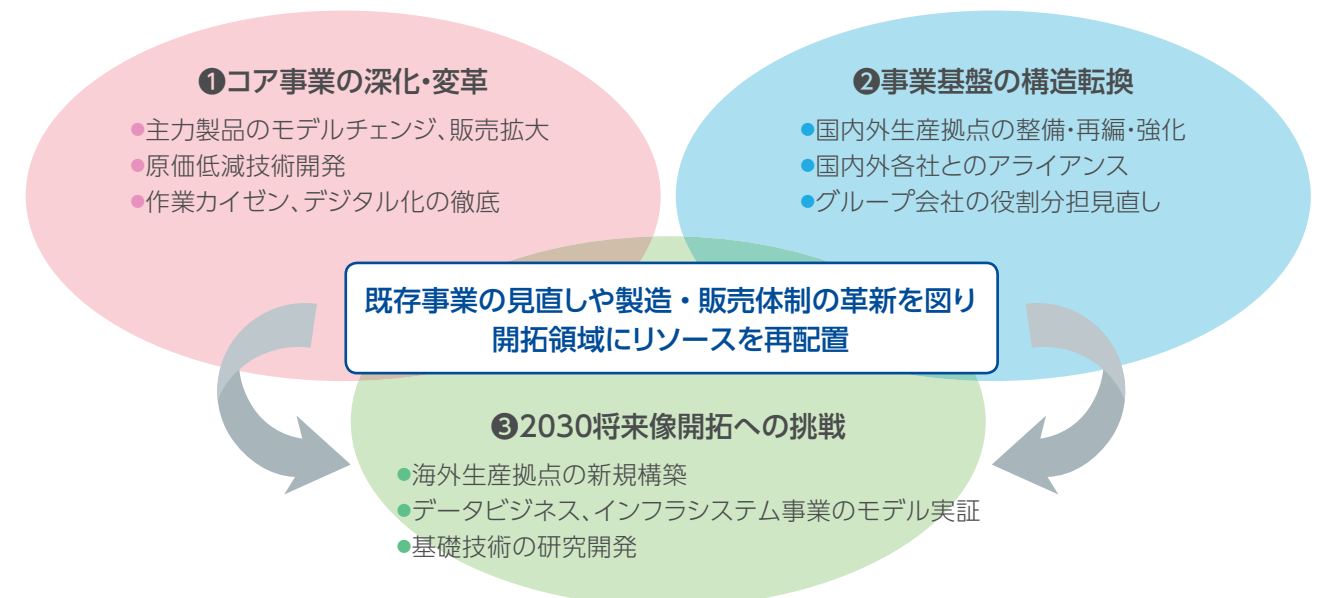 ❶コア事業の深化・変革
●主力製品のモデルチェンジ、販売拡大
●原価低減技術開発
●作業カイゼン、デジタル化の徹底
❷事業基盤の構造転換
●国内外生産拠点の整備・再編・強化
●国内外各社とのアライアンス
●グループ会社の役割分担見直し
既存事業の見直しや製造・販売体制の革新を図り
開拓領域にリソースを再配置
❸2030将来像開拓への挑戦
●海外生産拠点の新規構築
●データビジネス、インフラシステム事業のモデル実証
●基礎技術の研究開発